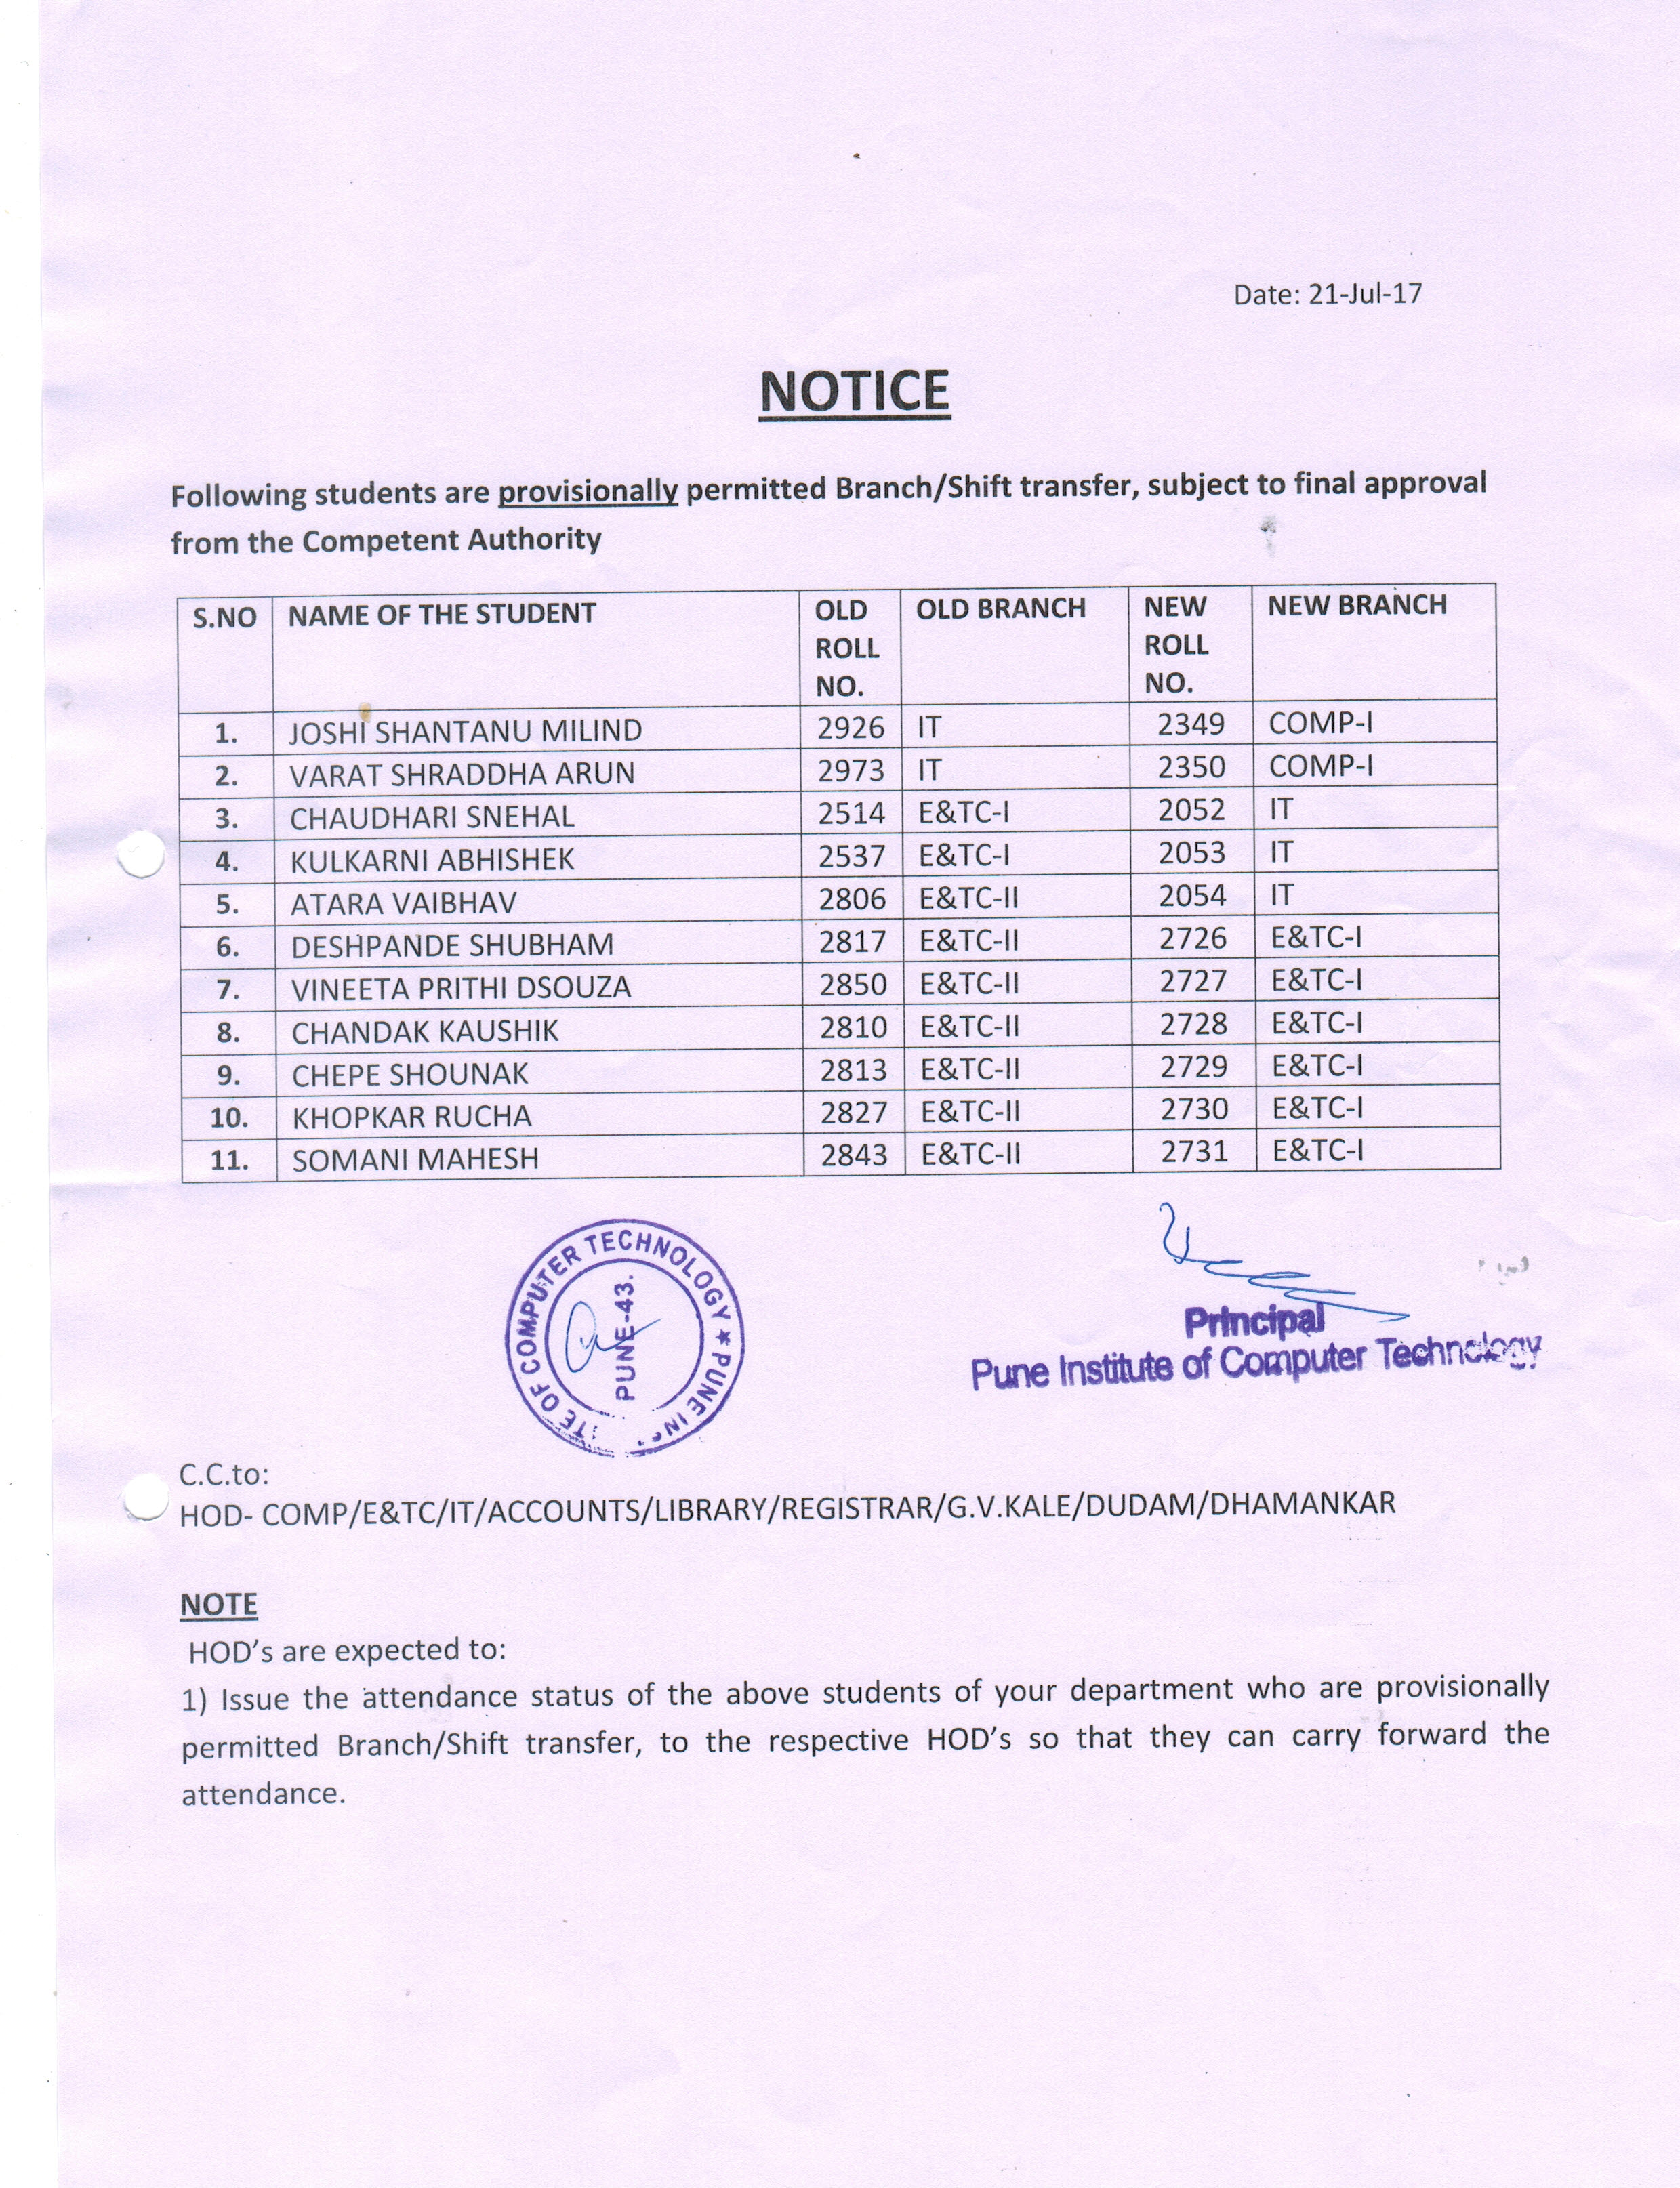 Date: 21-Jul-17
NOTICE
Following students are provisionally permitted Branch/Shift transfer, subject to final approval
from the Competent Authority
S.NO NAME OF THE STUDENT OLD ROLL NO. OLD BRANCH NEW ROLL NO. NEW BRANCH
1. JOSHI SHANTANU MILIND 2926 IT 2349 COMP-I
2. VARAT SHRADDHA ARUN 2973 IT 2350 COMP-I
3. CHAUDHARI SNEHAL 2514 E&TC-I 2052 IT
4. KULKARNI ABHISHEK 2537 E&TC-I 2053 IT
5. ATARA VAIBHAV 2806 E&TC-II 2054 IT
6. DESHPANDE SHUBHAM 2817 E&TC-II 2726 E&TC-I
7. VINEETA PRITHI DSOUZA 2850 E&TC-II 2727 E&TC-I
8. CHANDAK KAUSHIK 2810 E&TC-II 2728 E&TC-I
9. CHEPE SHOUNAK 2813 E&TC-II 2729 E&TC-I
10. KHOPKAR RUCHA 2827 E&TC-II 2730 E&TC-I
11. SOMANI MAHESH 2843 E&TC-II 2731 E&TC-I
OF COMPUTER TECHNOLOGY ★ PUNE
PUNE-43.
Principal
Pune Institute of Computer Technology
C.C.to:
HOD- COMP/E&TC/IT/ACCOUNTS/LIBRARY/REGISTRAR/G.V.KALE/DUDAM/DHAMANKAR
NOTE
HOD's are expected to:
1) Issue the attendance status of the above students of your department who are provisionally
permitted Branch/Shift transfer, to the respective HOD's so that they can carry forward the
attendance.